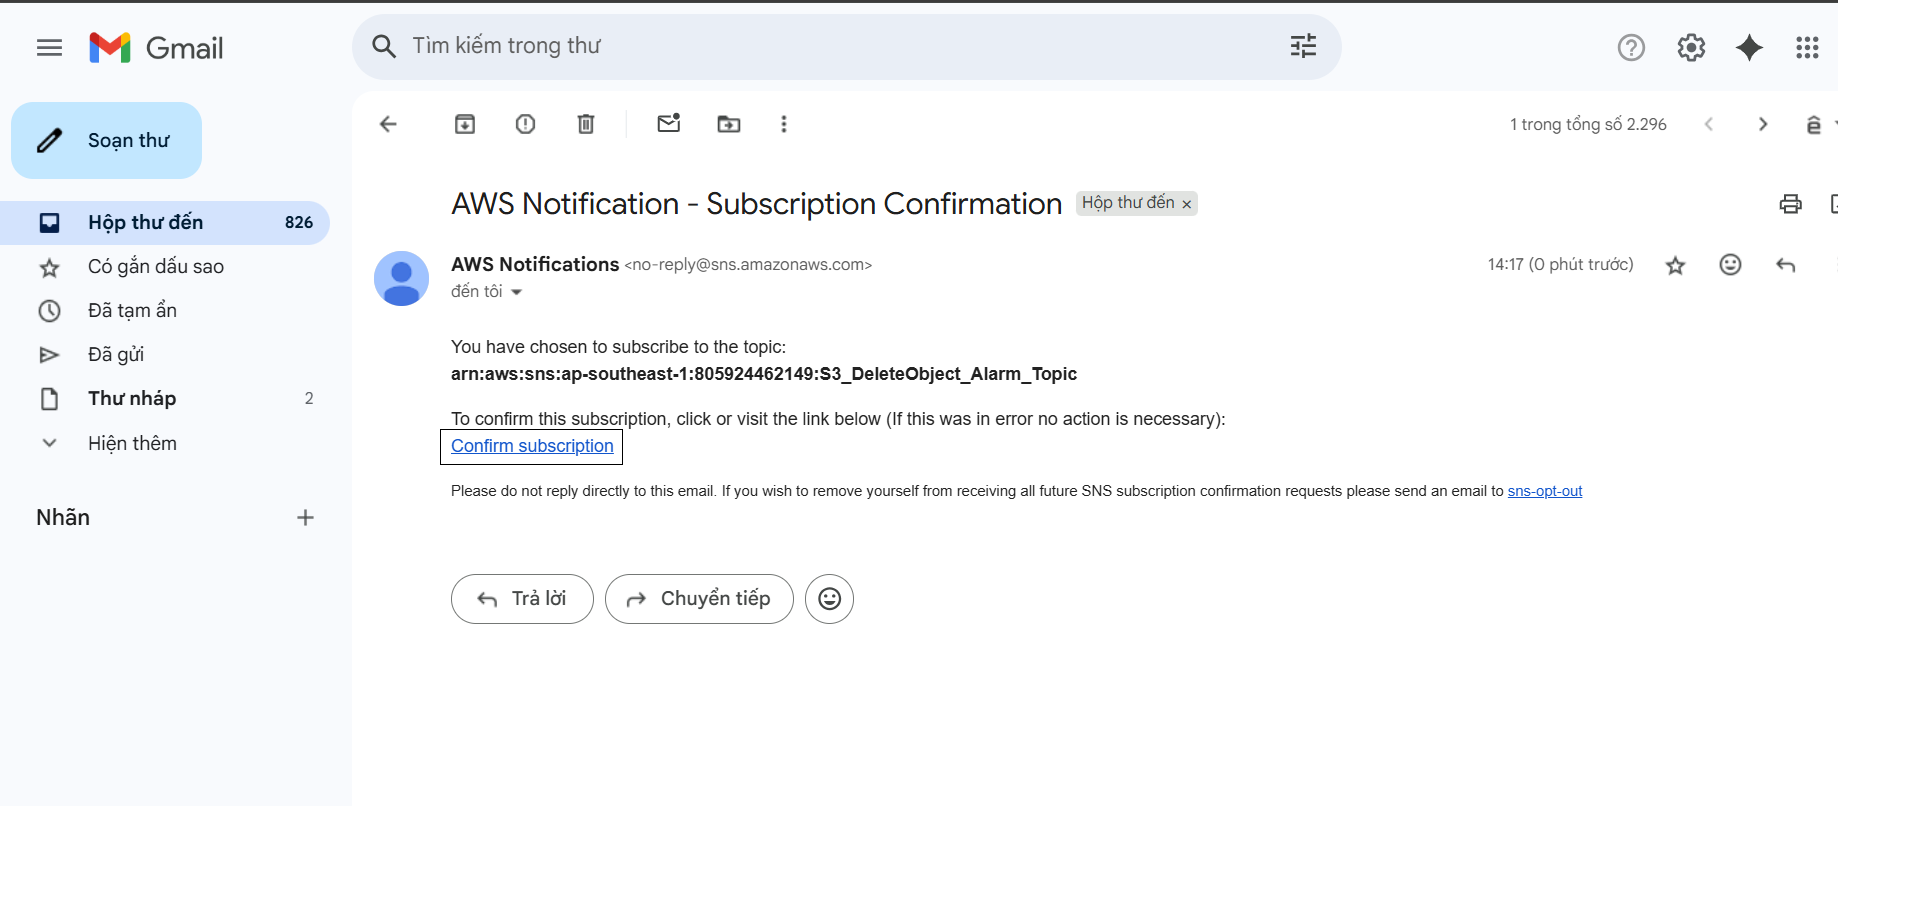 Gmail
Tìm kiếm trong thư
Soạn thư
Hộp thư đến 826
Có gắn dấu sao
Đã tạm ẩn
Đã gửi
Thư nháp 2
Hiện thêm
Nhãn
1 trong tổng số 2.296
ê
AWS Notification - Subscription Confirmation Hộp thư đến ×
AWS Notifications <no-reply@sns.amazonaws.com> 14:17 (0 phút trước)
đến tôi
You have chosen to subscribe to the topic:
arn:aws:sns:ap-southeast-1:805924462149:S3_DeleteObject_Alarm_Topic
To confirm this subscription, click or visit the link below (If this was in error no action is necessary):
Confirm subscription
Please do not reply directly to this email. If you wish to remove yourself from receiving all future SNS subscription confirmation requests please send an email to sns-opt-out
Trả lời Chuyển tiếp